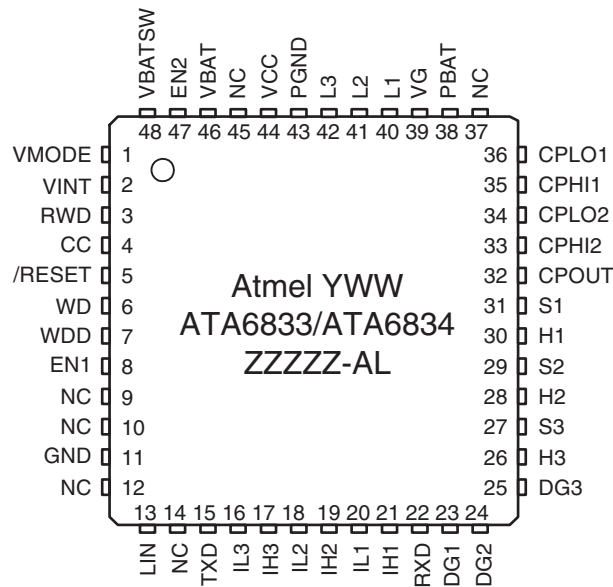 VBATSW EN2 VBAT NC VCC PGND L3 L2 L1 VG PBAT NC
48 47 46 45 44 43 42 41 40 39 38 37
VMODE 1 36 CPLO1
VINT 2 35 CPHI1
RWD 3 34 CPLO2
CC 4 33 CPHI2
/RESET 5 32 CPOUT
WD 6 31 S1
WDD 7 30 H1
EN1 8 29 S2
NC 9 28 H2
NC 10 27 S3
GND 11 26 H3
NC 12 25 DG3
Atmel YWW
ATA6833/ATA6834
ZZZZZ-AL
13 14 15 16 17 18 19 20 21 22 23 24
LIN NC TXD IL3 IH3 IL2 IH2 IL1 IH1 RXD DG1 DG2